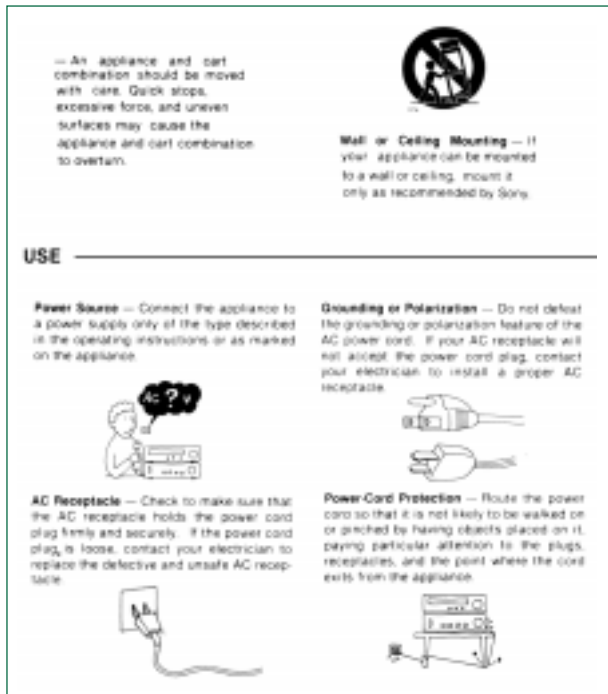 — An appliance and cart
combination should be moved
with care. Quick stops,
excessive force, and uneven
surfaces may cause the
appliance and cart combination
to overturn.
Wall or Ceiling Mounting — If
your appliance can be mounted
to a wall or ceiling, mount it
only as recommended by Sony.
USE
Power Source — Connect the appliance to
a power supply only of the type described
in the operating instructions or as marked
on the appliance.
AC ? V
AC Receptacle — Check to make sure that
the AC receptacle holds the power cord
plug firmly and securely. If the power cord
plug is loose, contact your electrician to
replace the defective and unsafe AC recep-
tacle.
Grounding or Polarization — Do not defeat
the grounding or polarization feature of the
AC power cord. If your AC receptacle will
not accept the power cord plug, contact
your electrician to install a proper AC
receptacle.
Power-Cord Protection — Route the power
cord so that it is not likely to be walked on
or pinched by having objects placed on it,
paying particular attention to the plugs,
receptacles, and the point where the cord
exits from the appliance.